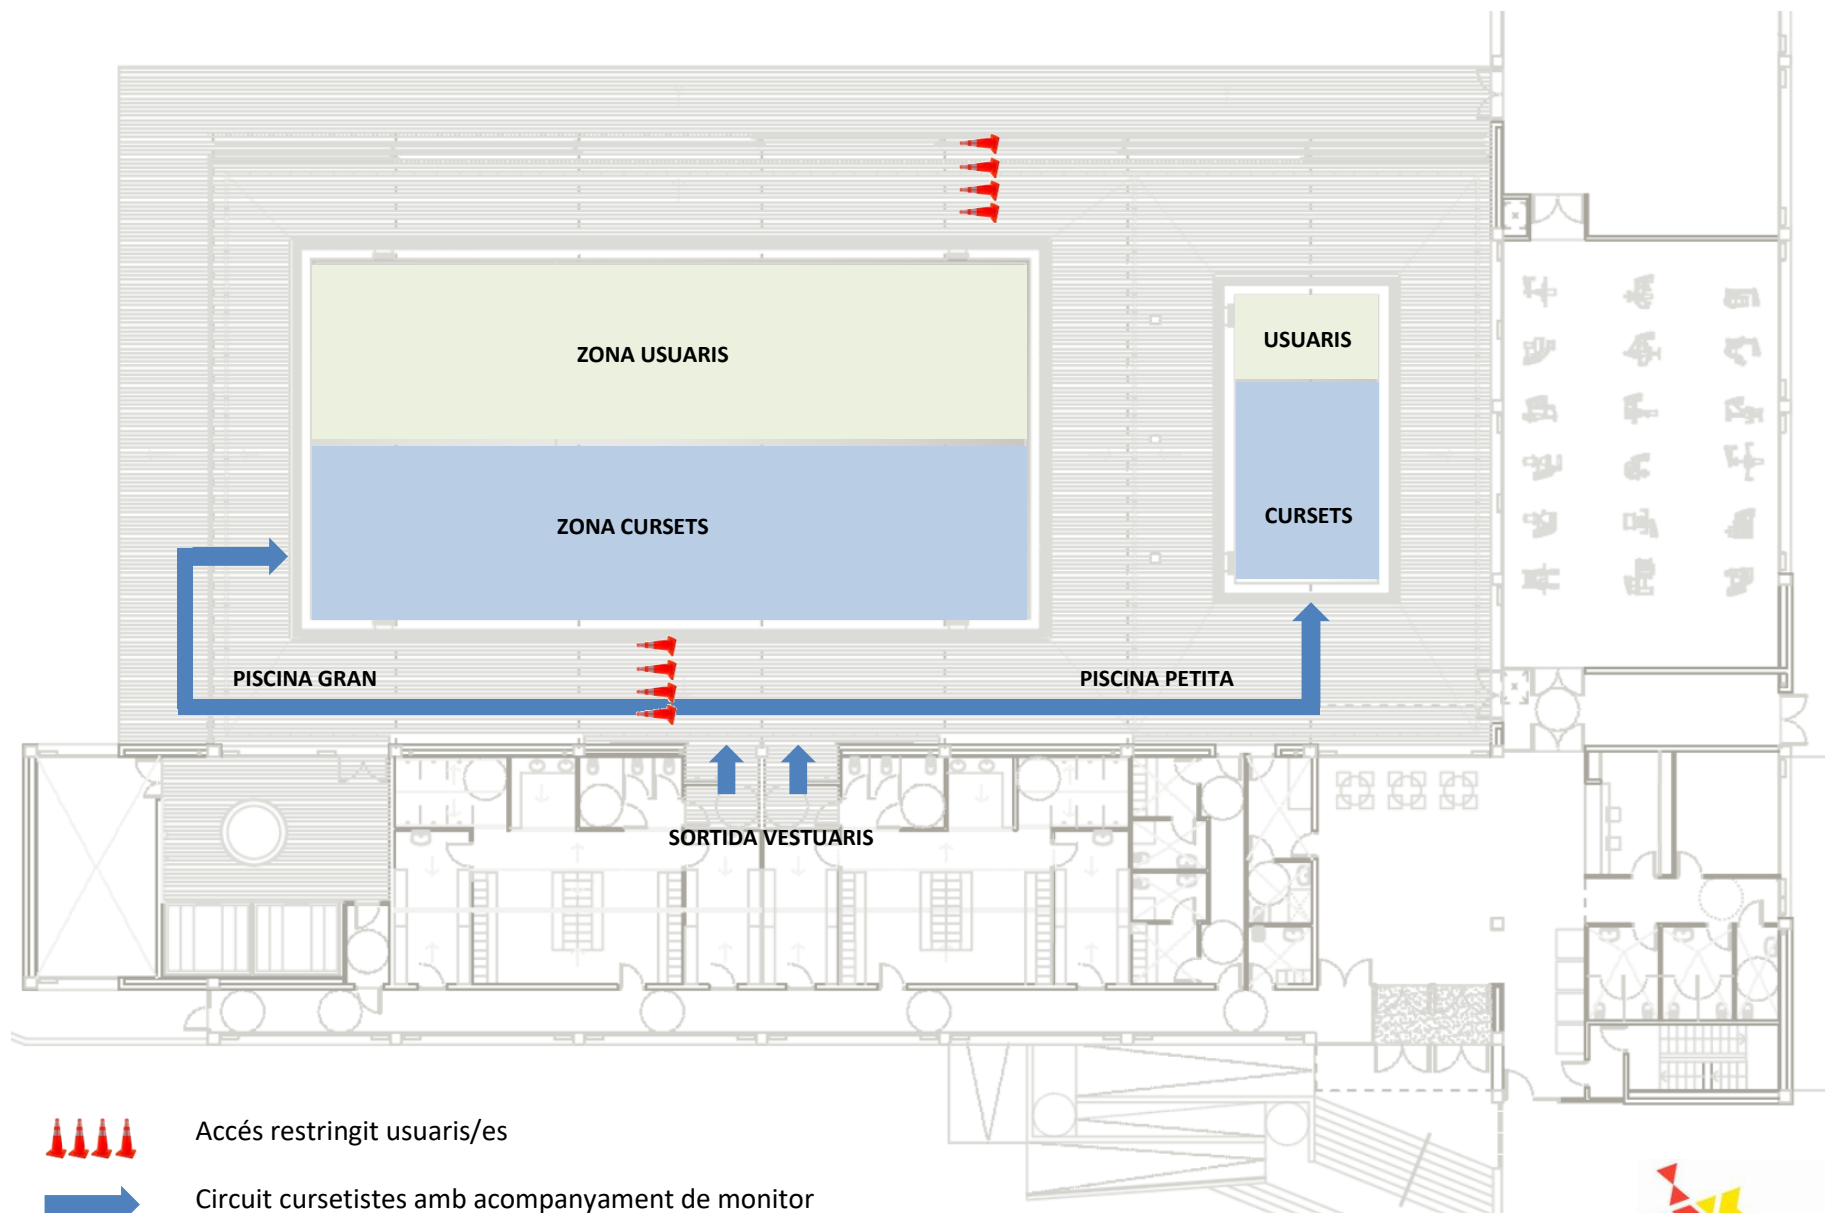 ZONA USUARIS
USUARIS
ZONA CURSETS
CURSETS
PISCINA GRAN
PISCINA PETITA
SORTIDA VESTUARIS
Accés restringit usuaris/es
Circuit cursetistes amb acompanyament de monitor